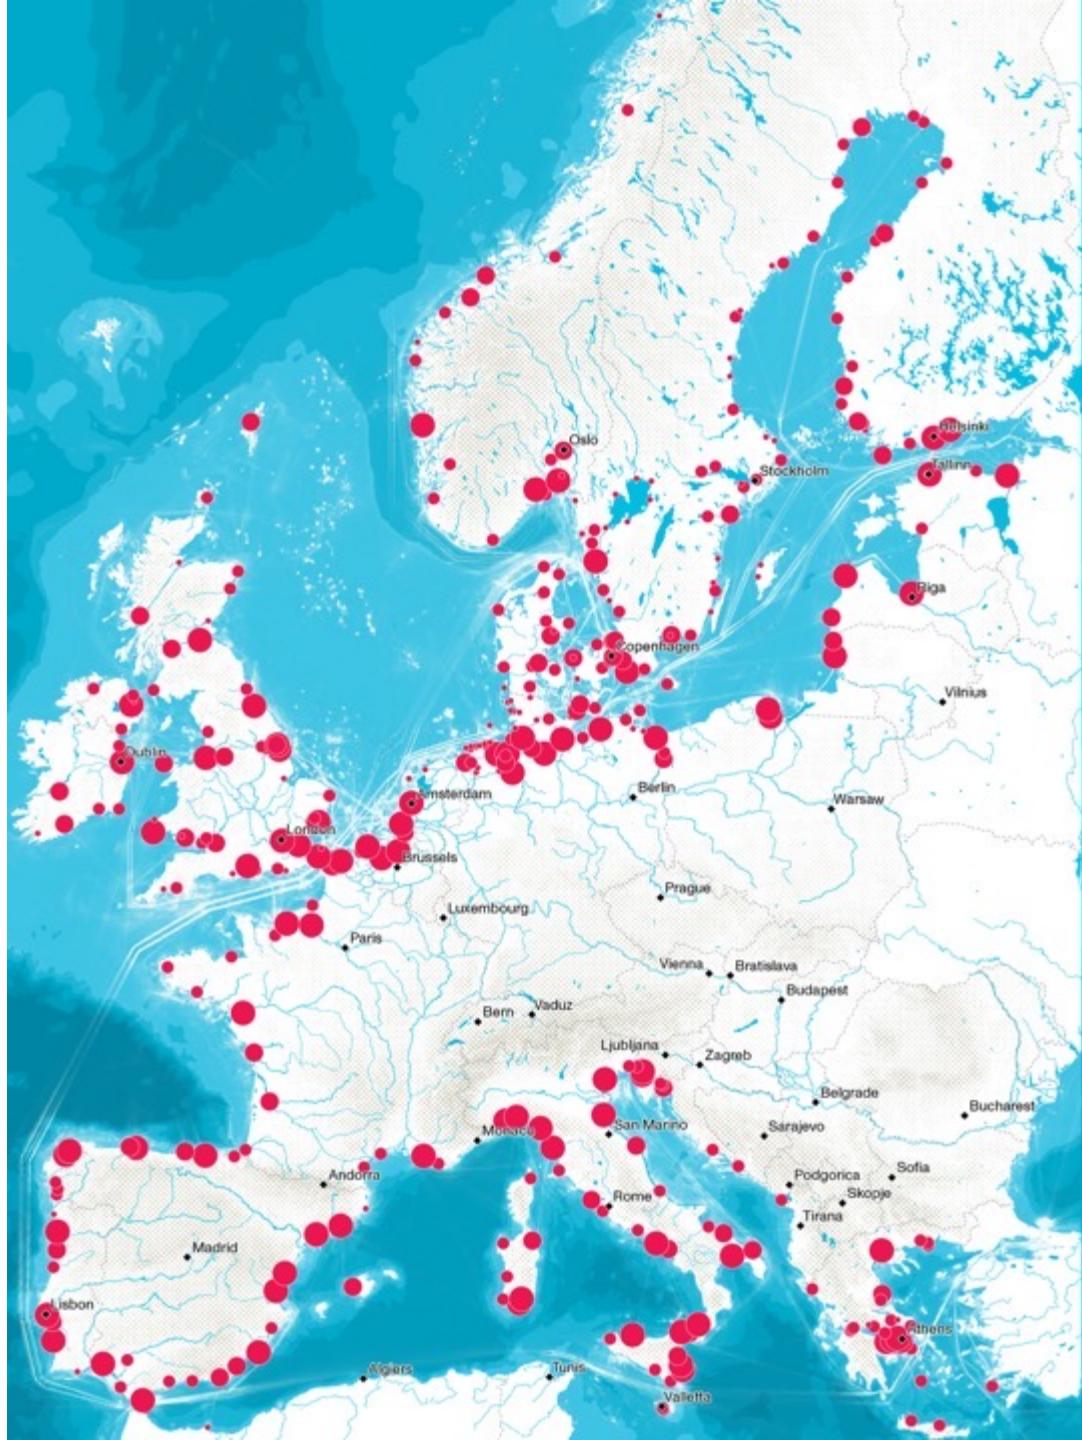 Oslo
Helsinki
Stockholm
Tallinn
Riga
Copenhagen
Vilnius
Dublin
Berlin
Amsterdam
Warsaw
London
Brussels
Prague
Luxembourg
Paris
Vienna
Bratislava
Budapest
Bern
Vaduz
Ljubljana
Zagreb
Belgrade
Bucharest
Monaco
San Marino
Sarajevo
Andorra
Podgorica
Sofia
Rome
Skopje
Tirana
Madrid
Lisbon
Athens
Algiers
Tunis
Valletta